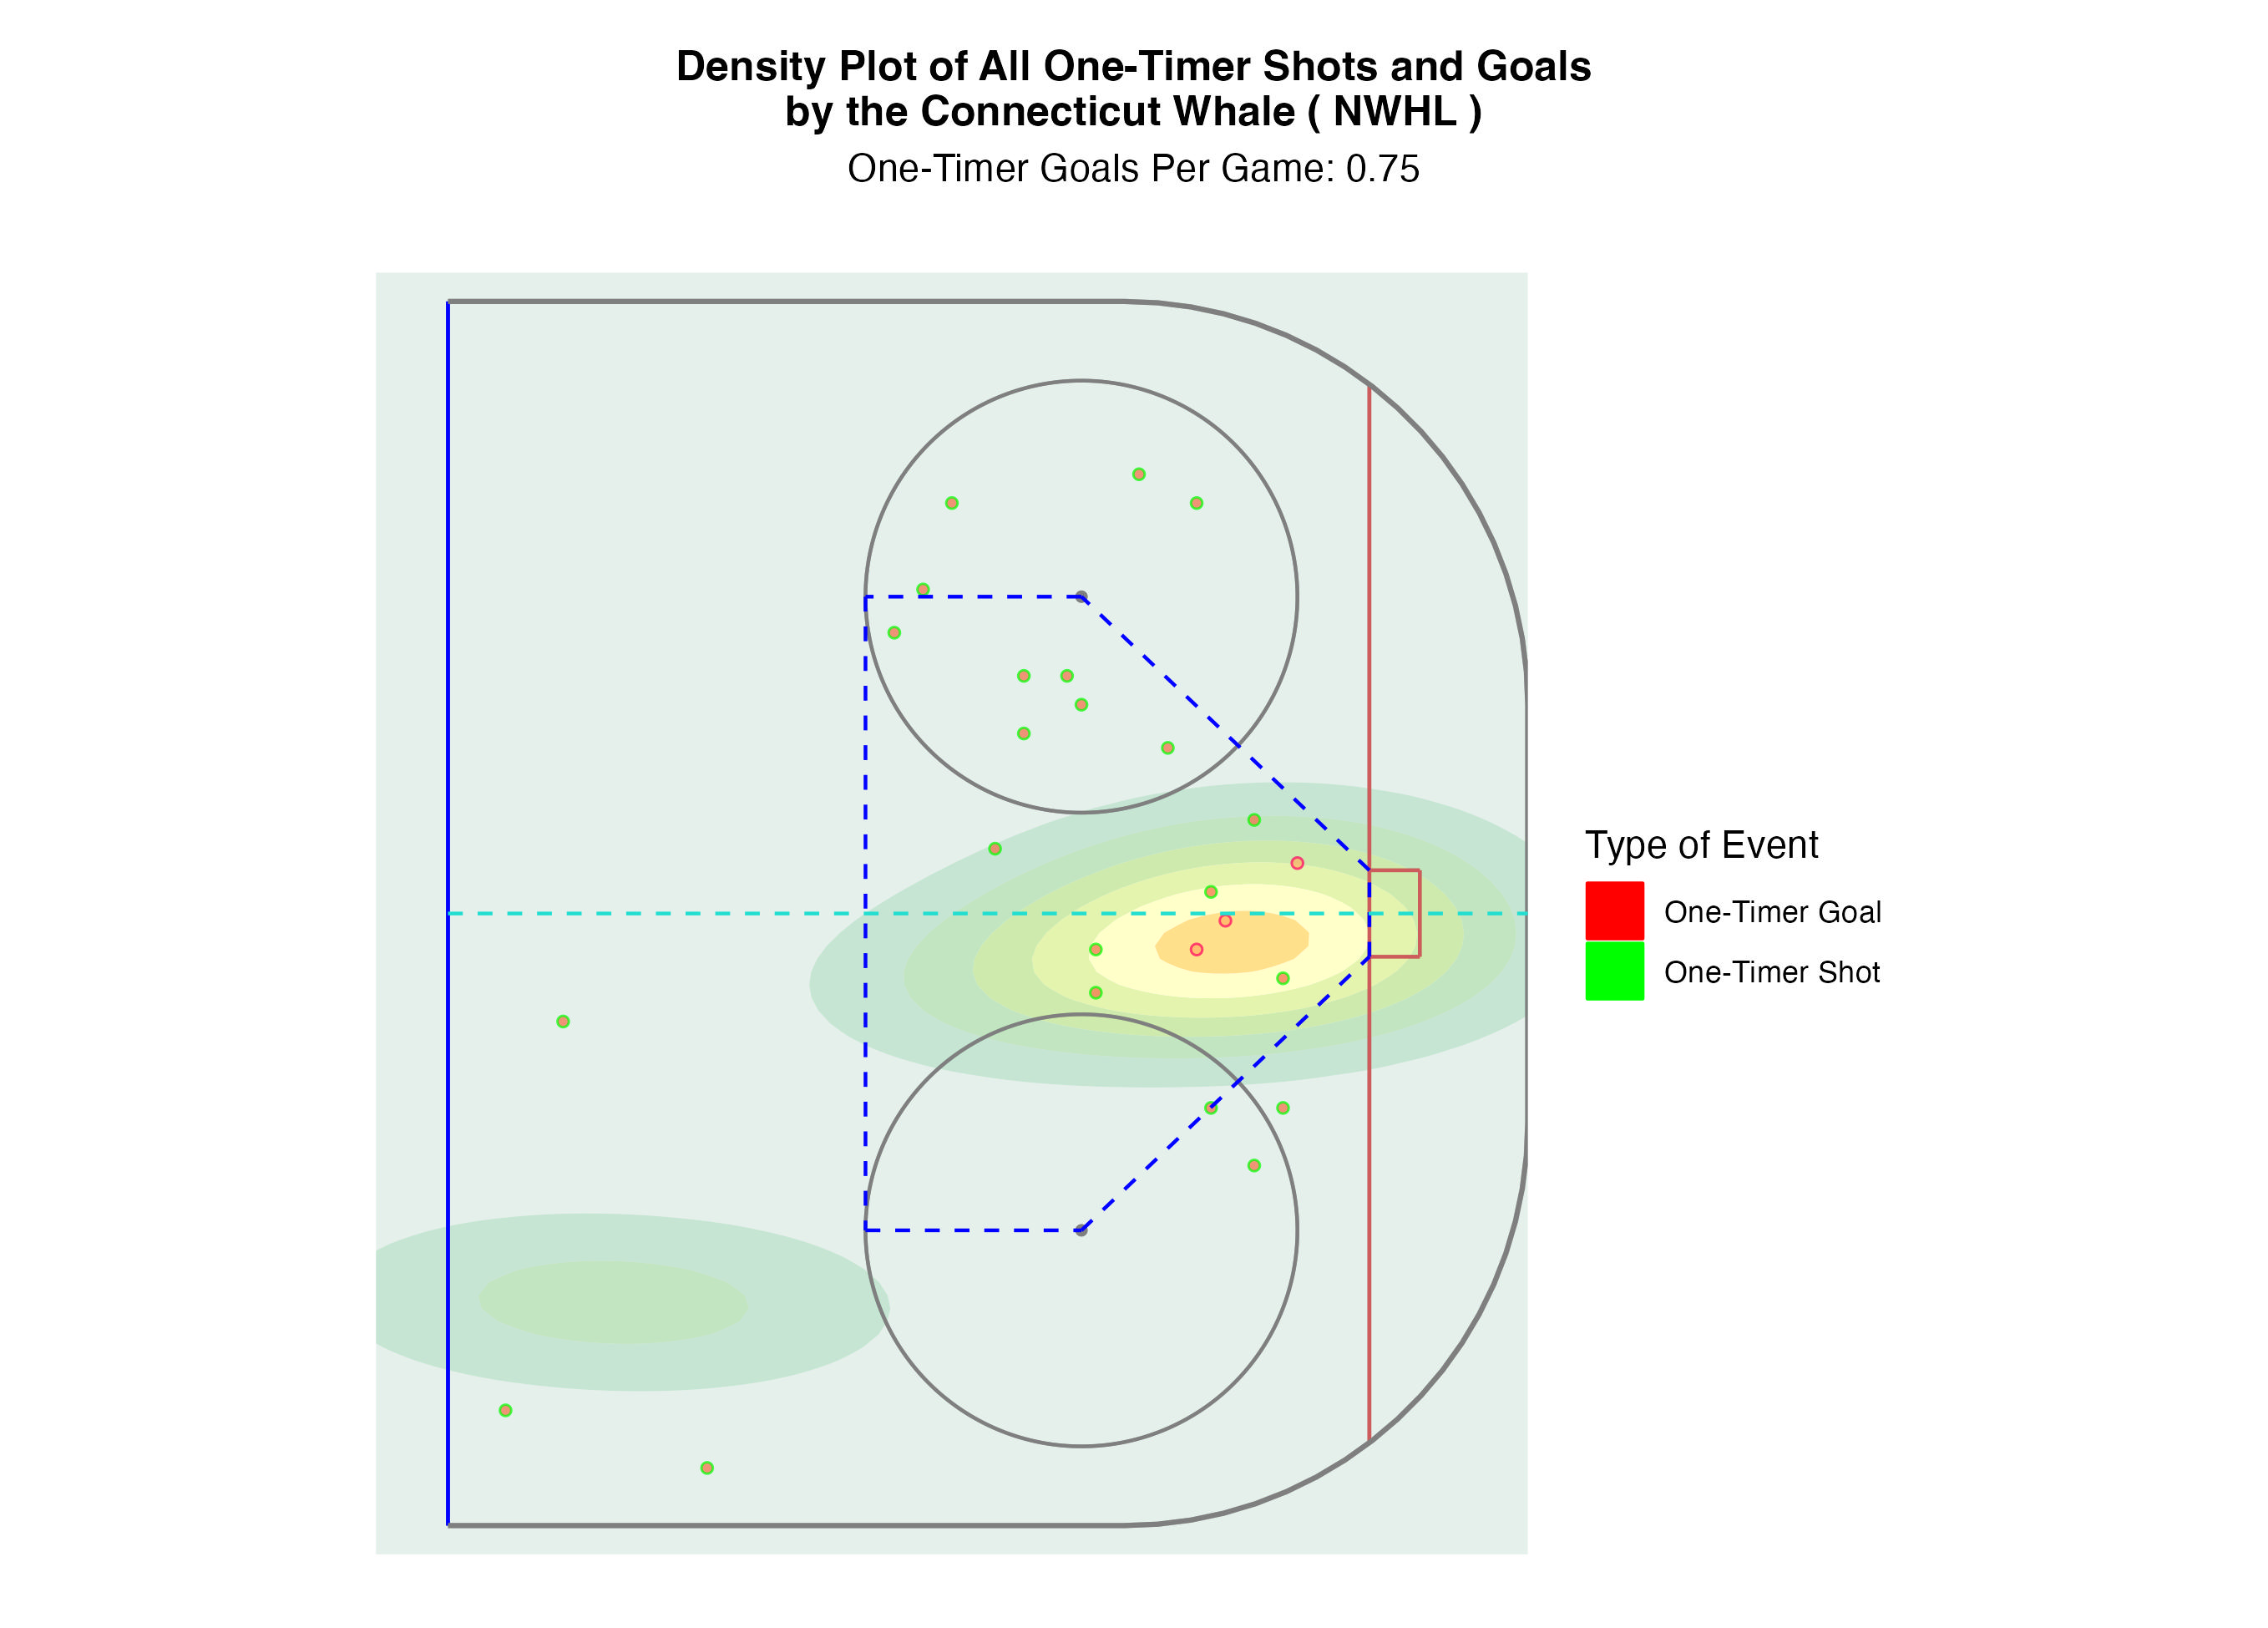 Density Plot of All One-Timer Shots and Goals
by the Connecticut Whale ( NWHL )
One-Timer Goals Per Game: 0.75
Type of Event
One-Timer Goal
One-Timer Shot